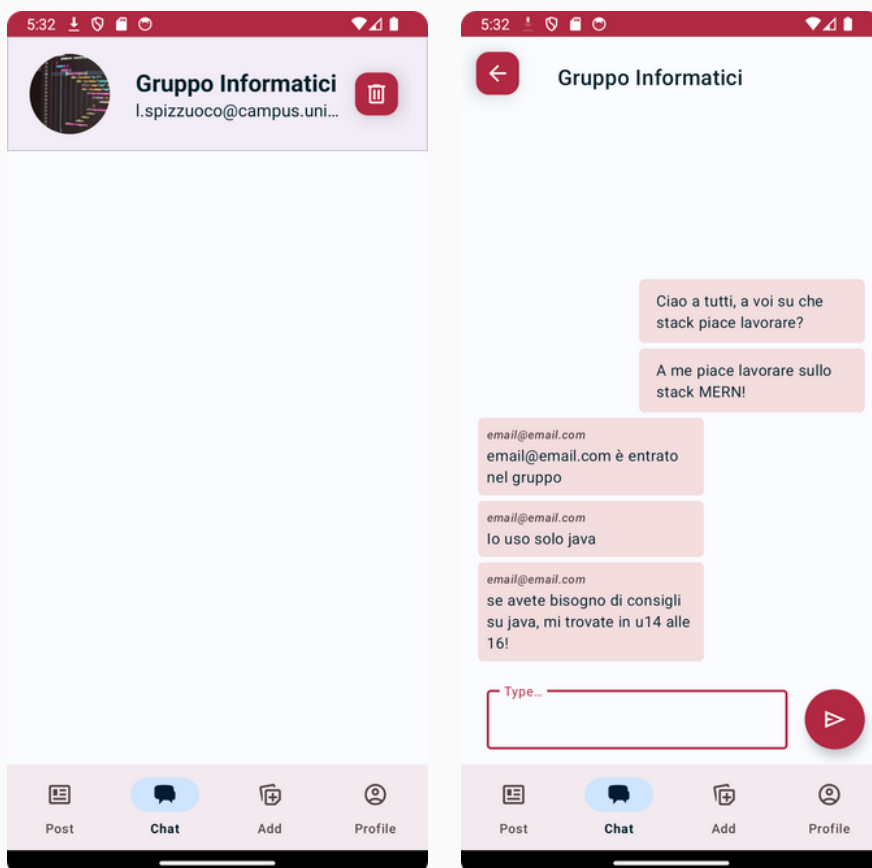 5:32
Gruppo Informatici
l.spizzuoco@campus.uni...
Post
Chat
Add
Profile
5:32
Gruppo Informatici
Ciao a tutti, a voi su che
stack piace lavorare?
A me piace lavorare sullo
stack MERN!
email@email.com
email@email.com è entrato
nel gruppo
email@email.com
Io uso solo java
email@email.com
se avete bisogno di consigli
su java, mi trovate in u14 alle
16!
Type...
Post
Chat
Add
Profile